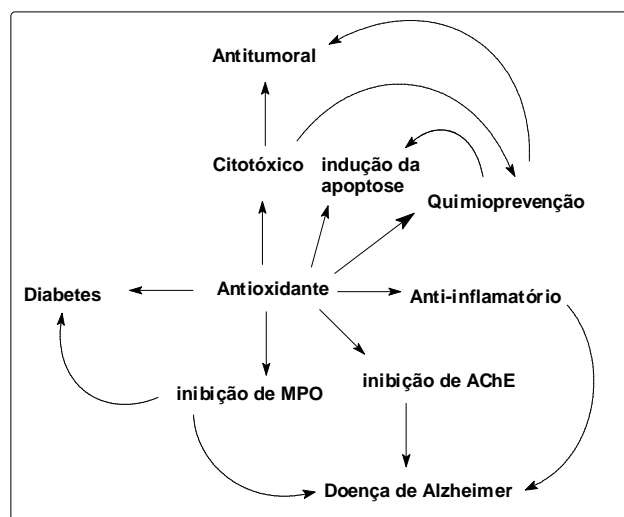 Antitumoral
Citotóxico
indução da
apoptose
Quimioprevenção
Diabetes
Antioxidante
Anti-inflamatório
inibição de MPO
inibição de AChE
Doença de Alzheimer